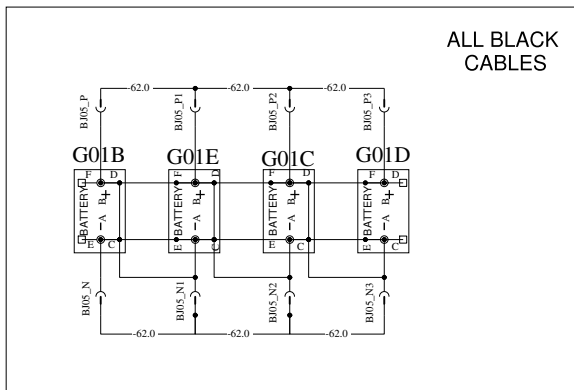 ALL BLACK
CABLES
-62.0 -62.0 -62.0
BJ05_P BJ05_P1 BJ05_P2 BJ05_P3
G01B G01E G01C G01D
F D F D F D F D
BATTERY BATTERY BATTERY BATTERY
B + B + B + B +
A - A - A - A -
E C E C E C E C
BJ05_N BJ05_N1 BJ05_N2 BJ05_N3
-62.0 -62.0 -62.0